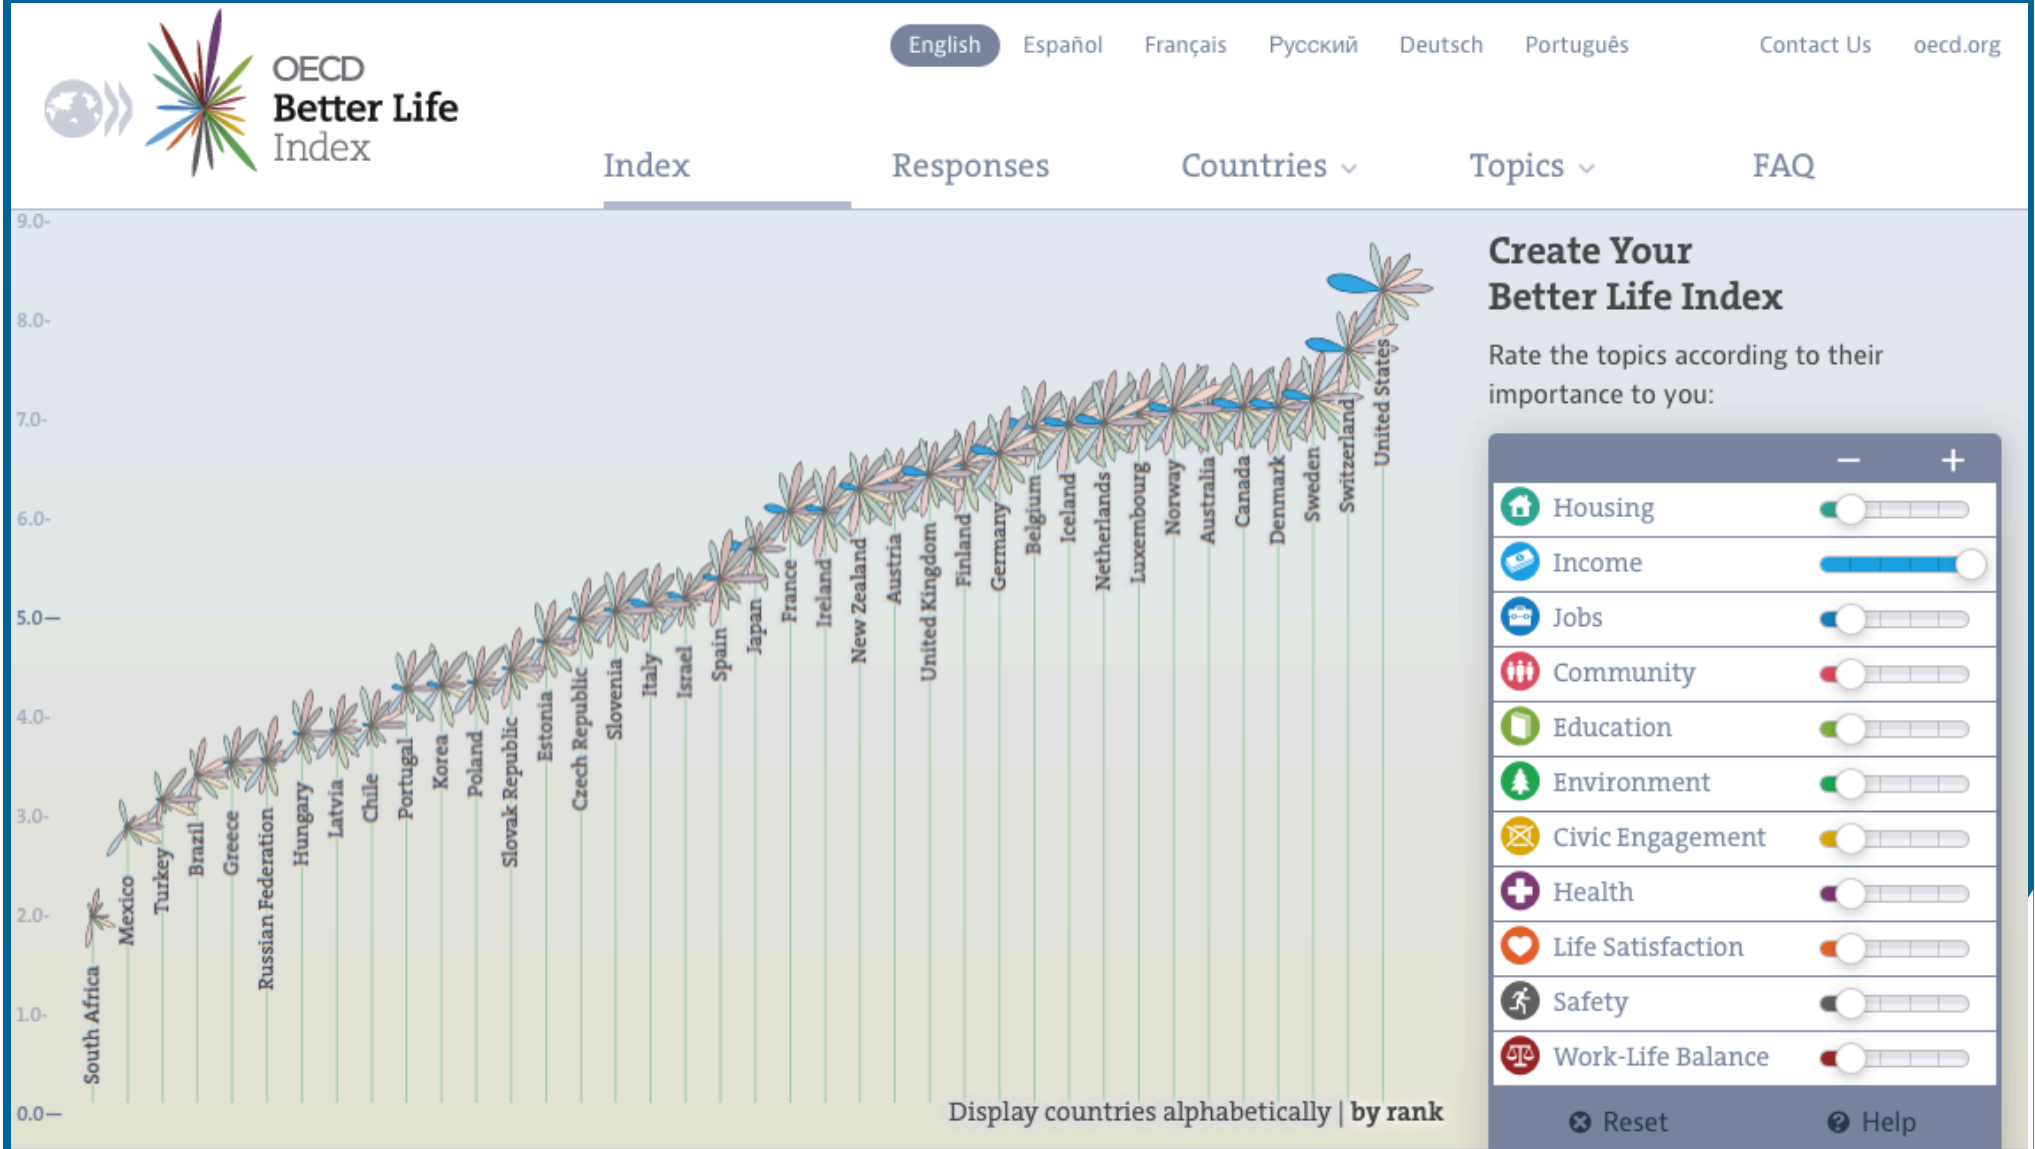 English Español Français Русский Deutsch Português Contact Us oecd.org
OECD
Better Life
Index
Index Responses Countries Topics FAQ
9.0-
8.0-
7.0-
6.0-
5.0—
4.0-
3.0-
2.0-
1.0-
0.0—
South Africa
Mexico
Turkey
Brazil
Greece
Russian Federation
Hungary
Latvia
Chile
Portugal
Korea
Poland
Slovak Republic
Estonia
Czech Republic
Slovenia
Italy
Israel
Spain
Japan
France
Ireland
New Zealand
Austria
United Kingdom
Finland
Germany
Belgium
Iceland
Netherlands
Luxembourg
Norway
Australia
Canada
Denmark
Sweden
Switzerland
United States
Display countries alphabetically | by rank
Create Your
Better Life Index
Rate the topics according to their
importance to you:
− +
Housing
Income
Jobs
Community
Education
Environment
Civic Engagement
Health
Life Satisfaction
Safety
Work-Life Balance
Reset Help